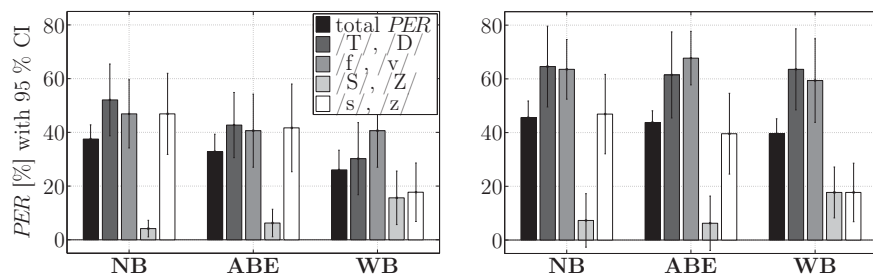 PER [%] with 95 % CI
80
60
40
20
0
total PER
/T/, /D/
/f/, /v/
/S/, /Z/
/s/, /z/
NB ABE WB
80
60
40
20
0
NB ABE WB